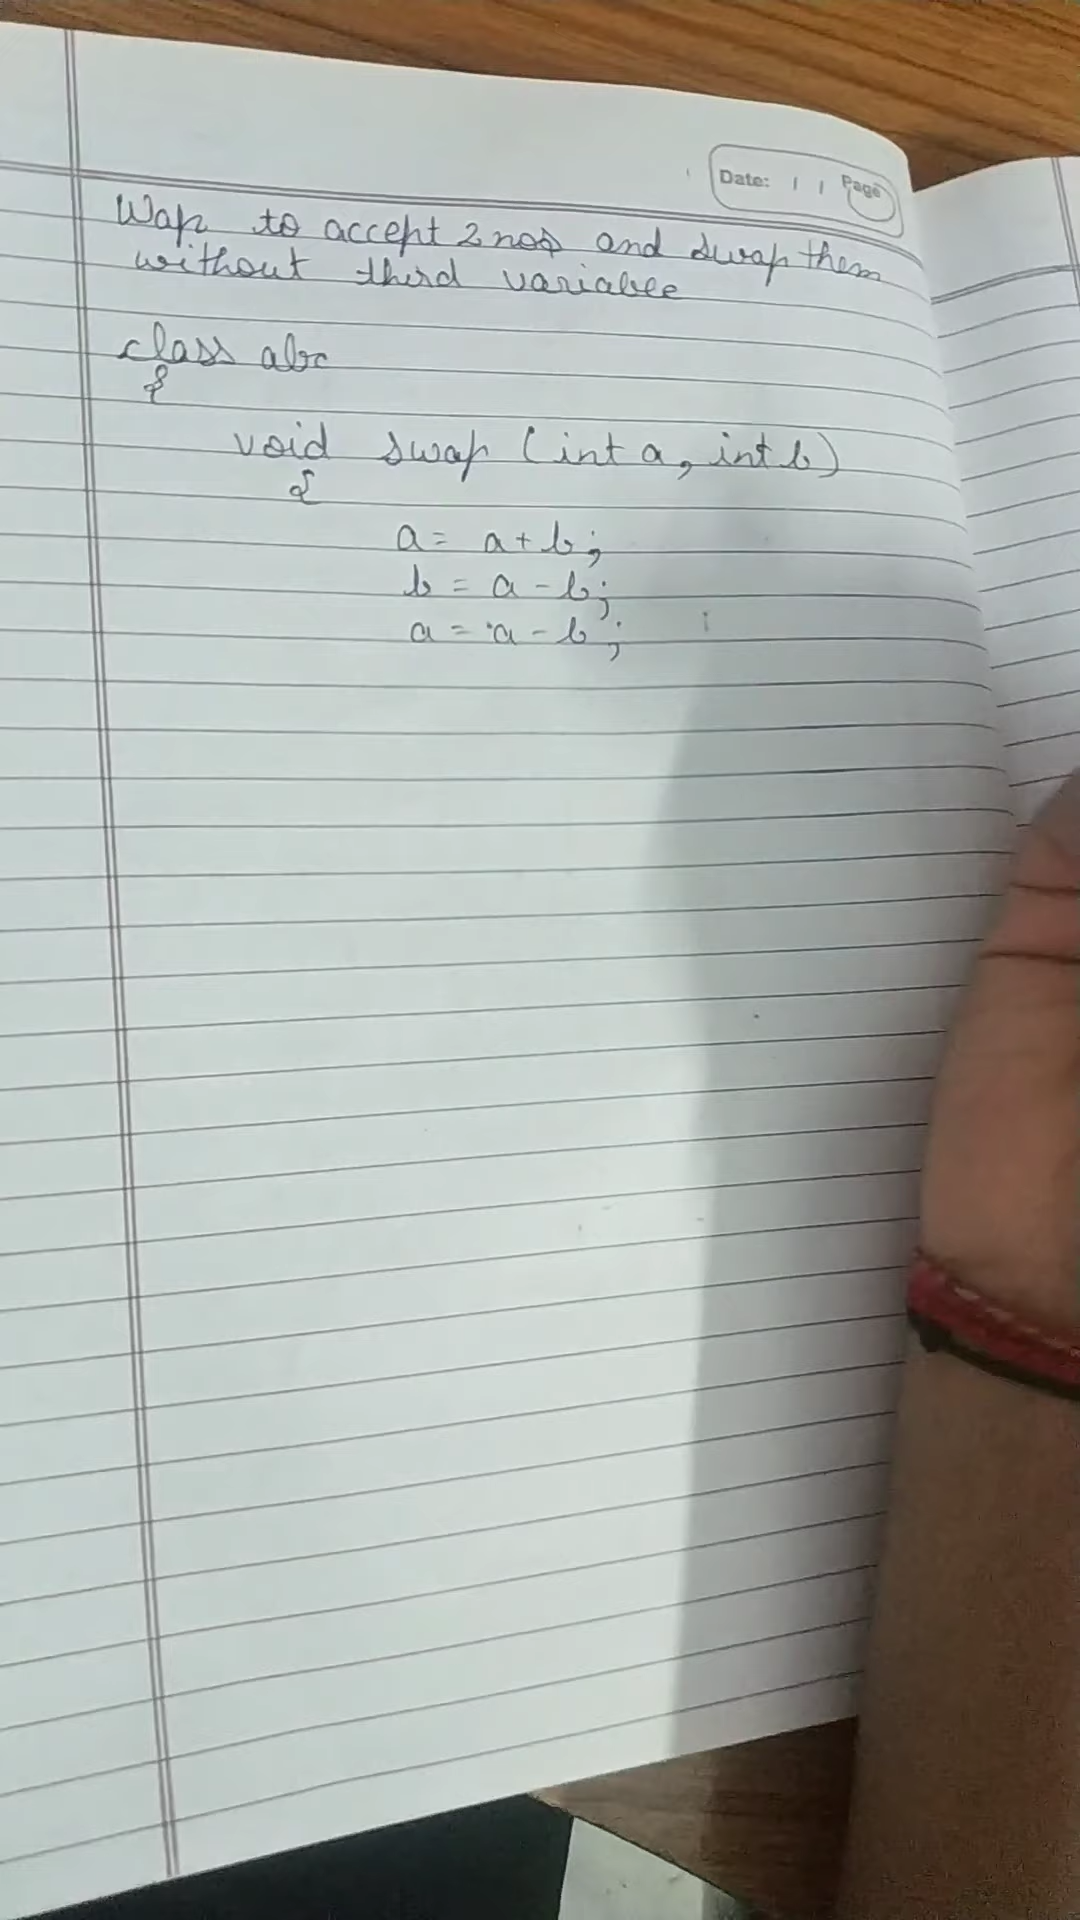 Date: / / Page
Wap to accept 2 nos and swap them
without third variable
class abc
{
void swap (int a, int b)
{
a = a + b;
b = a - b;
a = a - b;